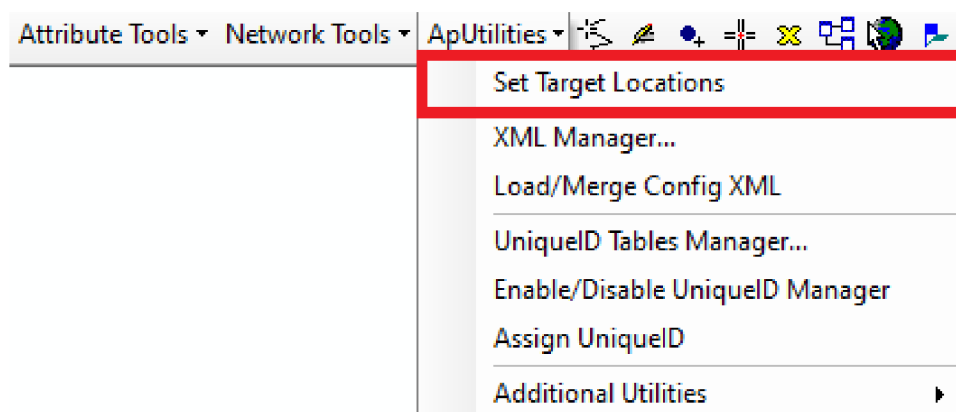 Attribute Tools Network Tools ApUtilities
Set Target Locations
XML Manager...
Load/Merge Config XML
UniqueID Tables Manager...
Enable/Disable UniqueID Manager
Assign UniqueID
Additional Utilities